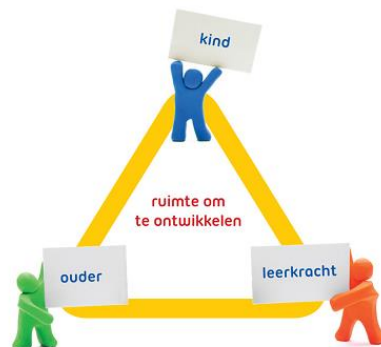 kind
ruimte om
te ontwikkelen
ouder
leerkracht